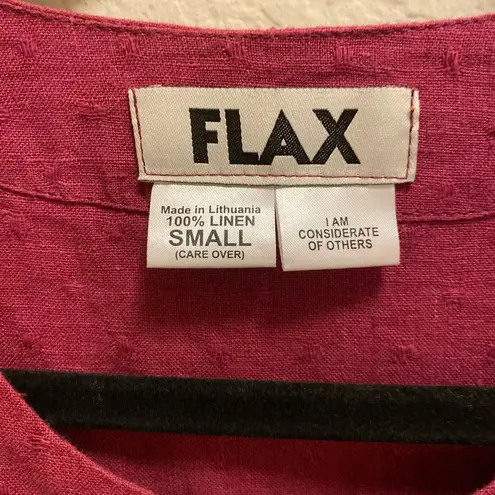 FLAX
Made in Lithuania
100% LINEN
SMALL
(CARE OVER)
I AM
CONSIDERATE
OF OTHERS